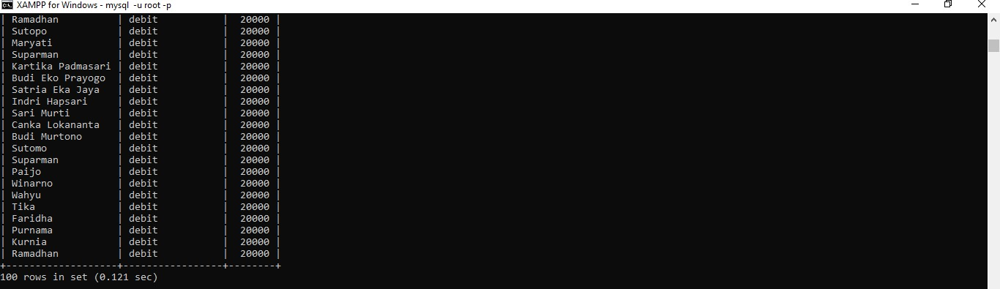 XAMPP for Windows - mysql -u root -p
| Ramadhan | debit | 20000 |
| Sutopo | debit | 20000 |
| Maryati | debit | 20000 |
| Suparman | debit | 20000 |
| Kartika Padmasari | debit | 20000 |
| Budi Eko Prayogo | debit | 20000 |
| Satria Eka Jaya | debit | 20000 |
| Indri Hapsari | debit | 20000 |
| Sari Murti | debit | 20000 |
| Canka Lokananta | debit | 20000 |
| Budi Murtono | debit | 20000 |
| Sutomo | debit | 20000 |
| Suparman | debit | 20000 |
| Paijo | debit | 20000 |
| Winarno | debit | 20000 |
| Wahyu | debit | 20000 |
| Tika | debit | 20000 |
| Faridha | debit | 20000 |
| Purnama | debit | 20000 |
| Kurnia | debit | 20000 |
| Ramadhan | debit | 20000 |
+-------------------+-----------------+--------+
100 rows in set (0.121 sec)